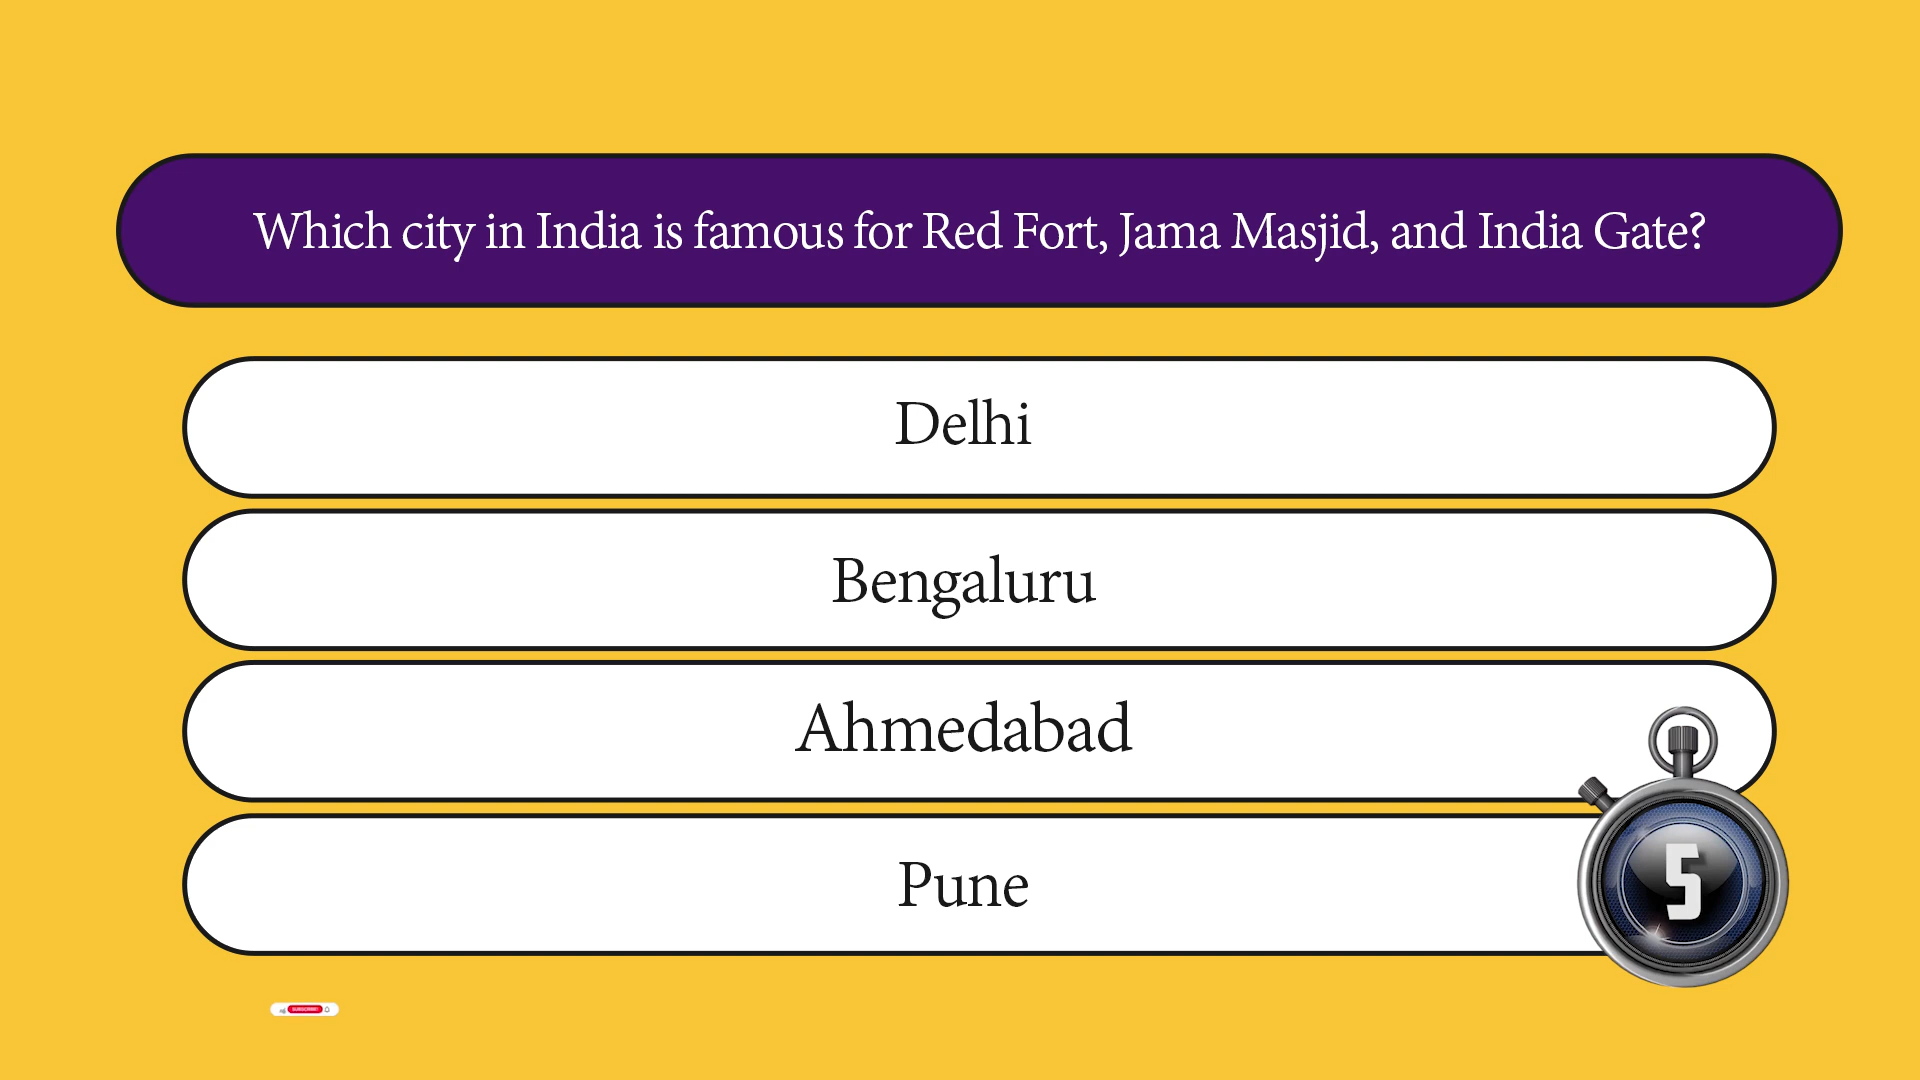 Which city in India is famous for Red Fort, Jama Masjid, and India Gate?
Delhi
Bengaluru
Ahmedabad
Pune
5
SUBSCRIBE